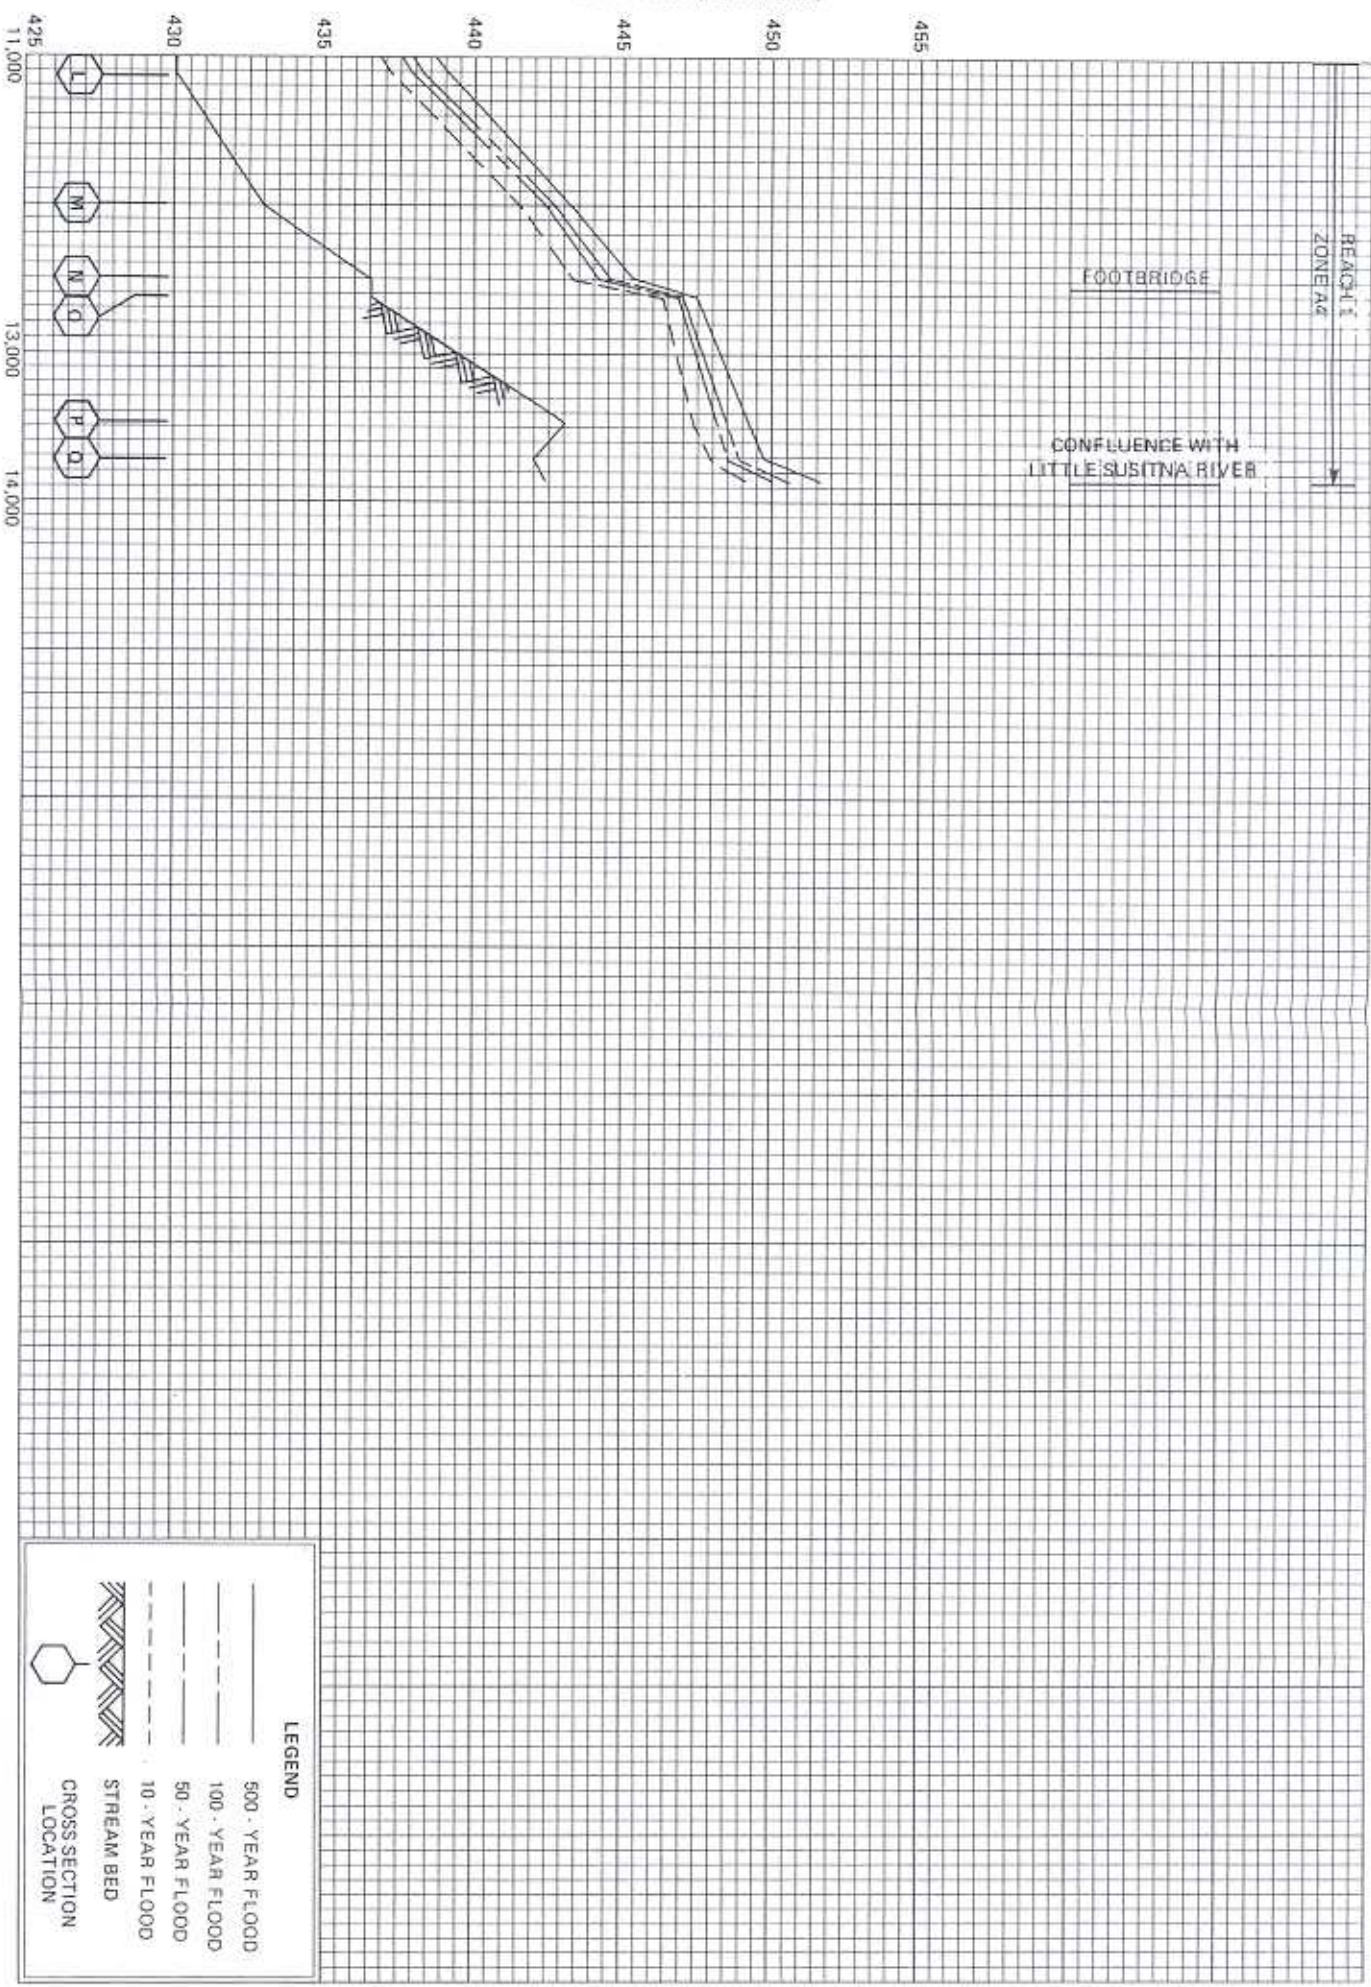 455
450
445
440
435
430
425
11,000
13,000
14,000
REACH 1
ZONE A4
FOOTBRIDGE
CONFLUENCE WITH
LITTLE SUSITNA RIVER
L
M
N
O
P
Q
LEGEND
500 - YEAR FLOOD
100 - YEAR FLOOD
50 - YEAR FLOOD
10 - YEAR FLOOD
STREAM BED
CROSS SECTION
LOCATION